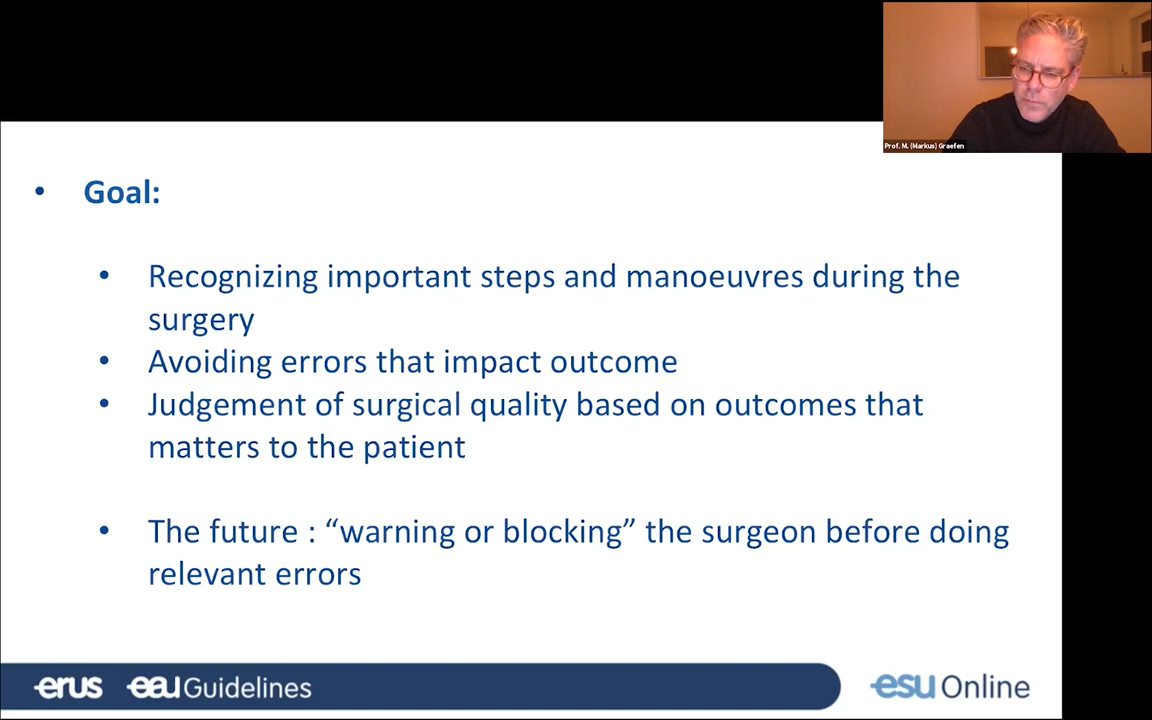 Prof. M. (Markus) Graefen
• Goal:
• Recognizing important steps and manoeuvres during the
surgery
• Avoiding errors that impact outcome
• Judgement of surgical quality based on outcomes that
matters to the patient
• The future : “warning or blocking” the surgeon before doing
relevant errors
erus eau Guidelines
esu Online